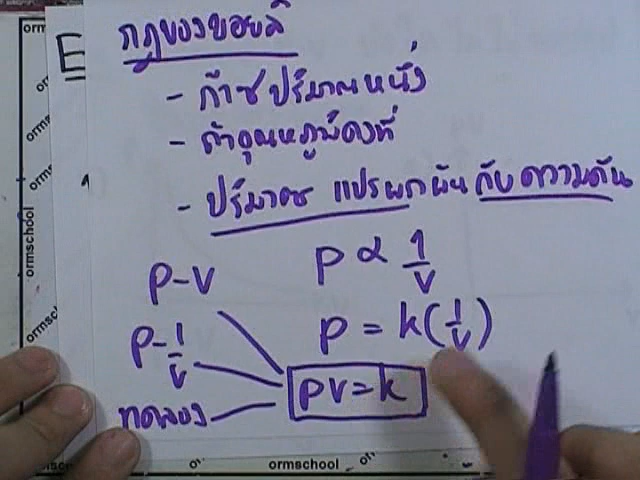 กฎของบอยล์
E
- ก๊าซปริมาณหนึ่ง
- ถ้าอุณหภูมิคงที่
- ปริมาตร แปรผกผันกับความดัน
P-V
P ∝ 1/V
P-1/V
P = k(1/V)
ทดลอง
PV=k
ormschool
ormschool
ormschool
ormschool